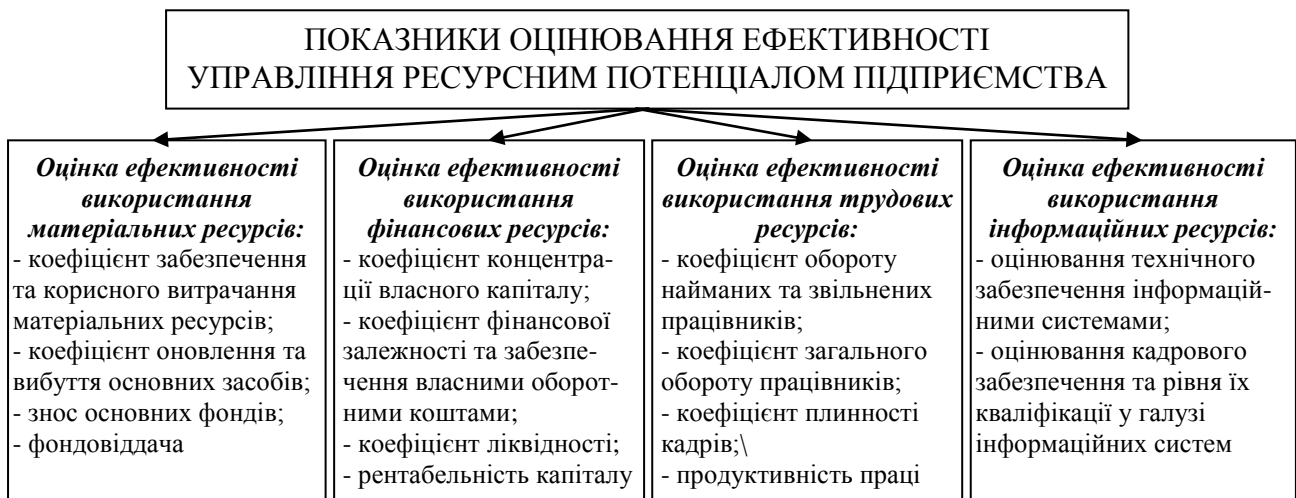 ПОКАЗНИКИ ОЦІНЮВАННЯ ЕФЕКТИВНОСТІ
УПРАВЛІННЯ РЕСУРСНИМ ПОТЕНЦІАЛОМ ПІДПРИЄМСТВА
Оцінка ефективності
використання
матеріальних ресурсів:
- коефіцієнт забезпечення
та корисного витрачання
матеріальних ресурсів;
- коефіцієнт оновлення та
вибуття основних засобів;
- знос основних фондів;
- фондовіддача
Оцінка ефективності
використання
фінансових ресурсів:
- коефіцієнт концентра-
ції власного капіталу;
- коефіцієнт фінансової
залежності та забезпе-
чення власними оборот-
ними коштами;
- коефіцієнт ліквідності;
- рентабельність капіталу
Оцінка ефективності
використання трудових
ресурсів:
- коефіцієнт обороту
найманих та звільнених
працівників;
- коефіцієнт загального
обороту працівників;
- коефіцієнт плинності
кадрів;\
- продуктивність праці
Оцінка ефективності
використання
інформаційних ресурсів:
- оцінювання технічного
забезпечення інформацій-
ними системами;
- оцінювання кадрового
забезпечення та рівня їх
кваліфікації у галузі
інформаційних систем